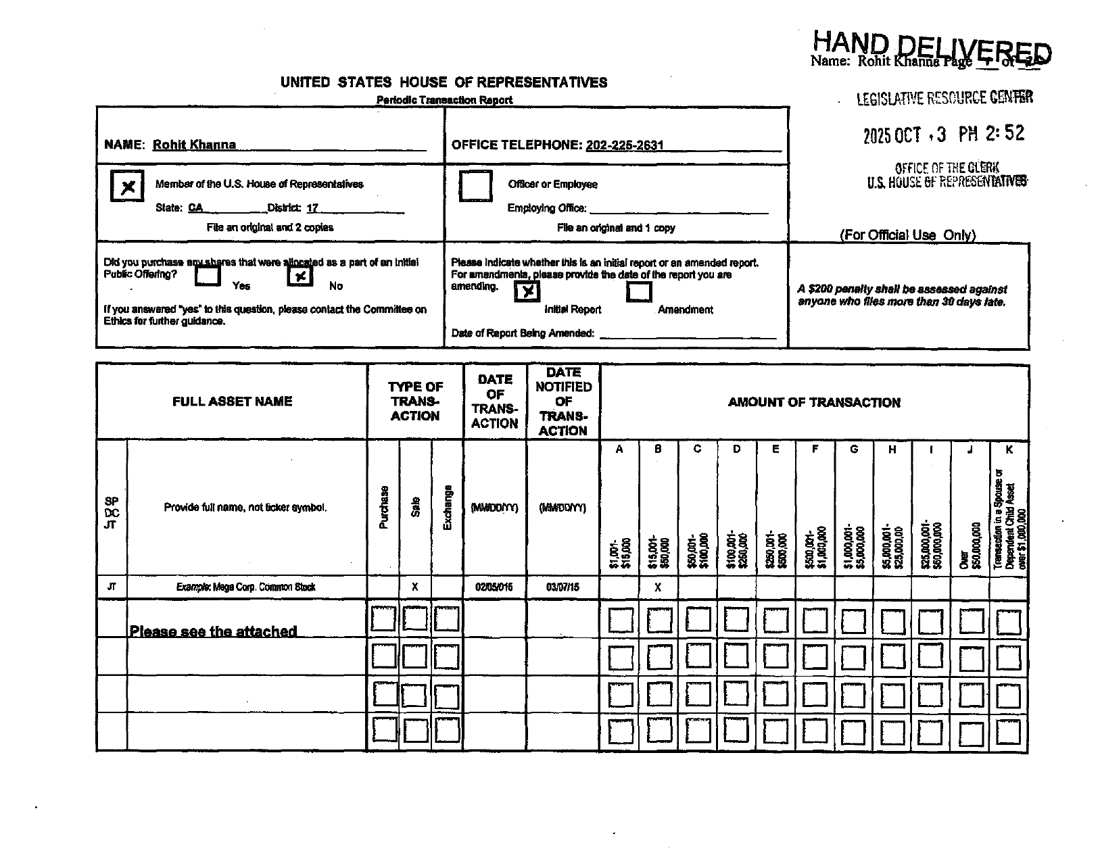 HAND DELIVERED
Name: Rohit Khanna Page of
UNITED STATES HOUSE OF REPRESENTATIVES
Periodic Transaction Report
LEGISLATIVE RESOURCE CENTER
2025 OCT -3 PM 2:52
OFFICE OF THE CLERK
U.S. HOUSE OF REPRESENTATIVES
(For Official Use Only)
NAME: Rohit Khanna
OFFICE TELEPHONE: 202-225-2631
X
Member of the U.S. House of Representatives
State: CA District: 17
File an original and 2 copies
Officer or Employee
Employing Office:
File an original and 1 copy
Did you purchase any shares that were allocated as a part of an Initial
Public Offering?
Yes
X
No
If you answered "yes" to this question, please contact the Committee on
Ethics for further guidance.
Please indicate whether this is an initial report or an amended report.
For amendments, please provide the date of the report you are
amending.
X
Initial Report
Amendment
Date of Report Being Amended:
A $200 penalty shall be assessed against
anyone who files more than 30 days late.
FULL ASSET NAME
TYPE OF
TRANS-
ACTION
DATE
OF
TRANS-
ACTION
DATE
NOTIFIED
OF
TRANS-
ACTION
AMOUNT OF TRANSACTION
SP
DC
JT
Provide full name, not ticker symbol.
Purchase
Sale
Exchange
(MM/DD/YY)
(MM/DD/YY)
A
$1,001-
$15,000
B
$15,001-
$50,000
C
$50,001-
$100,000
D
$100,001-
$250,000
E
$250,001-
$500,000
F
$500,001-
$1,000,000
G
$1,000,001-
$5,000,000
H
$5,000,001-
$25,000,00
I
$25,000,001-
$50,000,000
J
Over
$50,000,000
K
Transaction in a Spouse or
Dependent Child Asset
over $1,000,000
JT Example: Mega Corp. Common Stock X 02/05/015 03/07/15 X
Please see the attached